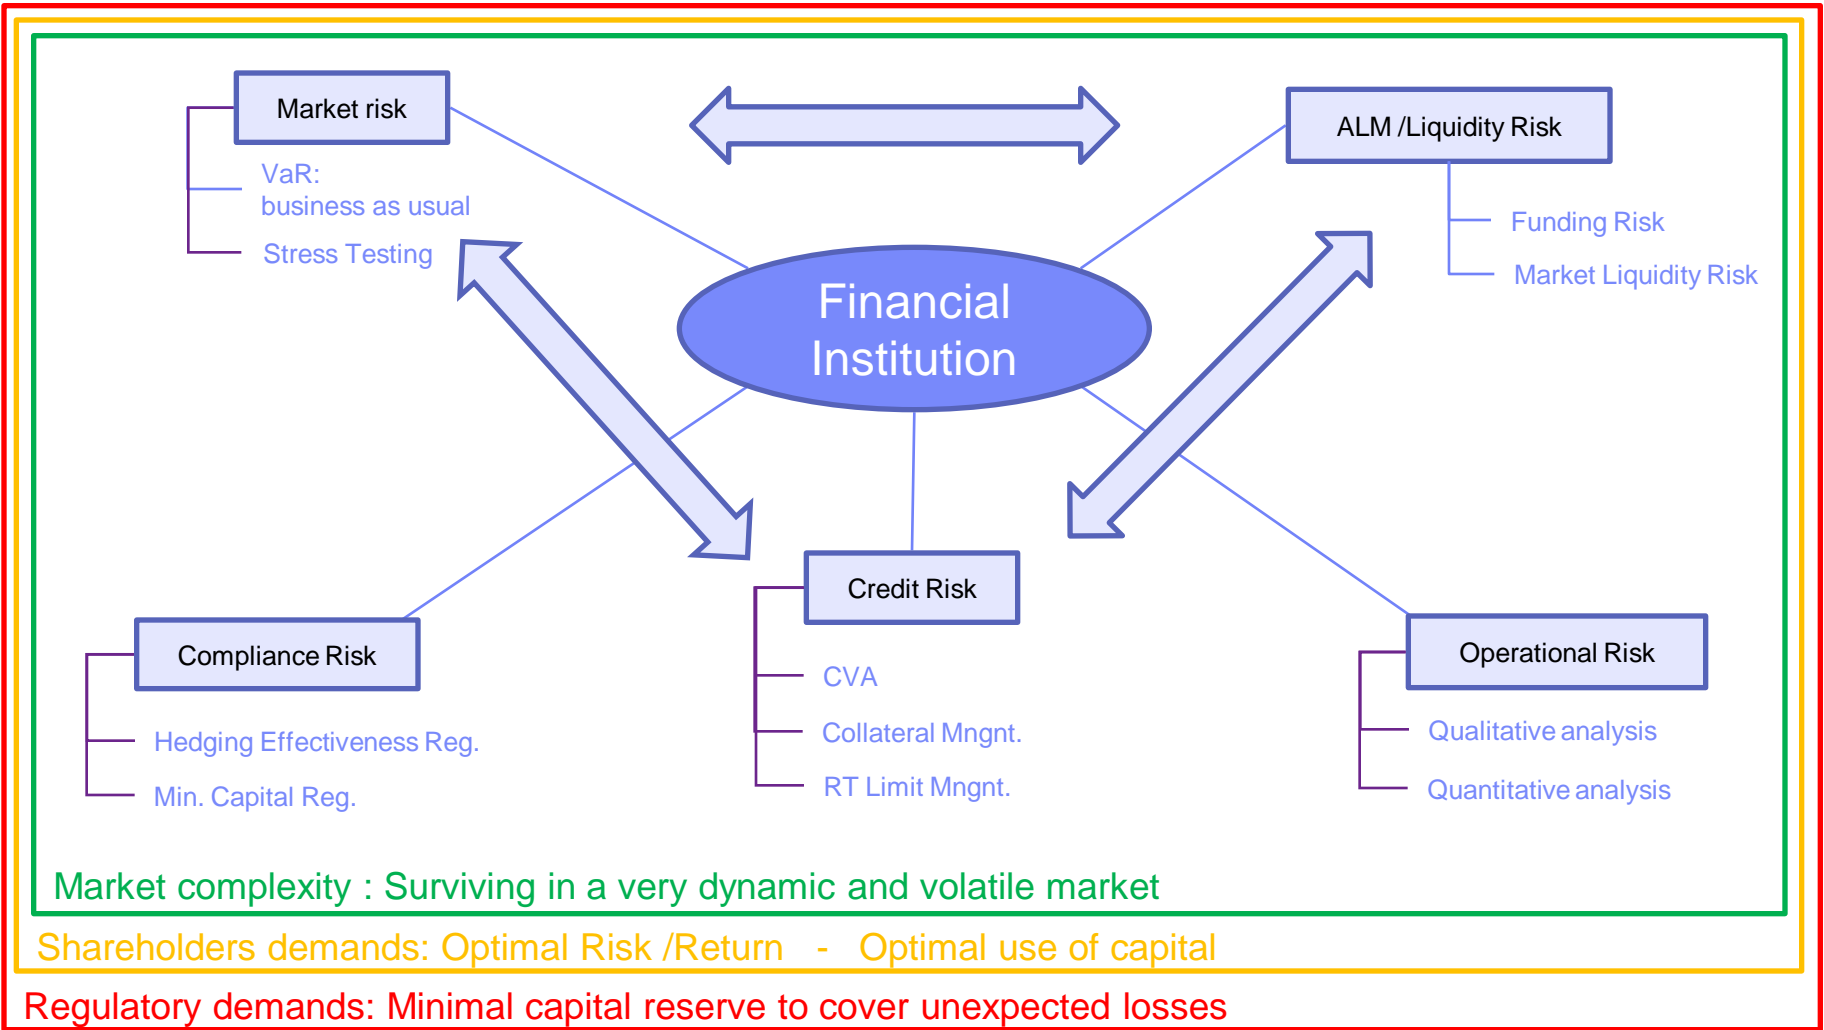 Market risk
VaR:
business as usual
Stress Testing
ALM /Liquidity Risk
Funding Risk
Market Liquidity Risk
Financial
Institution
Compliance Risk
Hedging Effectiveness Reg.
Min. Capital Reg.
Credit Risk
CVA
Collateral Mngnt.
RT Limit Mngnt.
Operational Risk
Qualitative analysis
Quantitative analysis
Market complexity : Surviving in a very dynamic and volatile market
Shareholders demands: Optimal Risk /Return - Optimal use of capital
Regulatory demands: Minimal capital reserve to cover unexpected losses